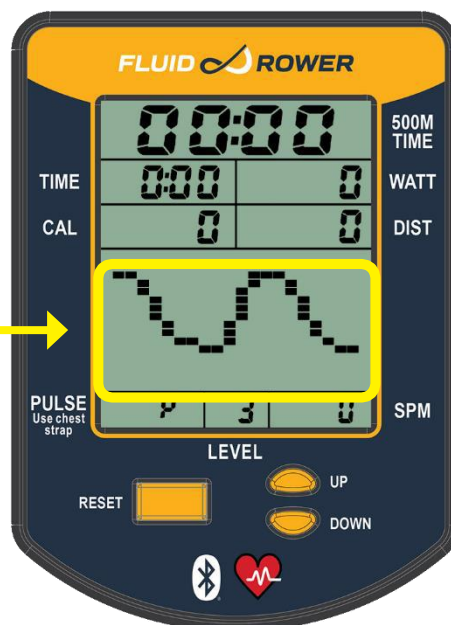 FLUID ROWER
00:00 500M TIME
TIME 0:00 0 WATT
CAL 0 0 DIST
PULSE Use chest strap P 3 0 SPM
LEVEL
RESET UP
DOWN